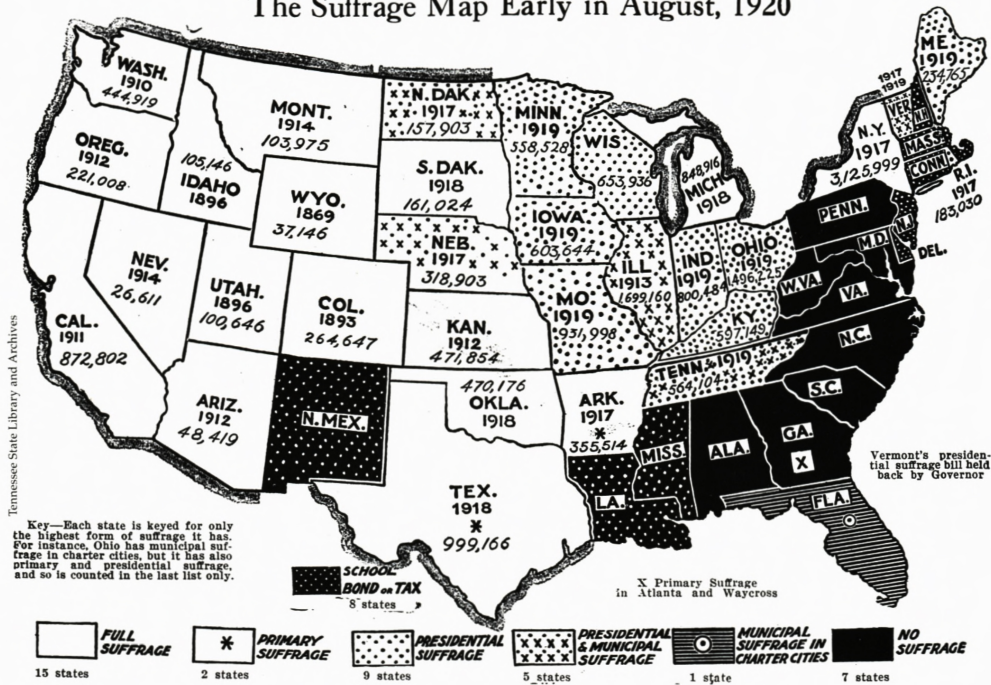 The Suffrage Map Early in August, 1920
WASH.
1910
444,919
OREG.
1912
221,008
CAL.
1911
872,802
NEV.
1914
26,611
105,146
IDAHO
1896
MONT.
1914
103,975
WYO.
1869
37,146
UTAH.
1896
100,646
COL.
1893
264,647
ARIZ.
1912
48,419
N.MEX.
N.DAK
1917
157,903
S.DAK.
1918
161,024
NEB.
1917
318,903
KAN.
1912
471,854
470,176
OKLA.
1918
TEX.
1918
*
999,166
MINN.
1919
558,528
IOWA.
1919
603,644
MO.
1919
931,998
ARK.
1917
*
355,514
LA.
WIS
653,936
ILL
1913
1699,160
848,916
MICH
1918
IND.
1919
800,484
OHIO
1919
1496,225
KY.
597,149
TENN. 1919
564,104
MISS.
ALA.
GA.
X
FLA.
S.C.
N.C.
VA.
W.VA.
M.D.
DEL.
PENN.
N.J.
N.Y.
1917
3,125,999
1917
1919
VER.
N.H.
ME.
1919
234,765
MASS.
CONN.
R.I.
1917
183,030
Vermont's presiden-
tial suffrage bill held
back by Governor
Tennessee State Library and Archives
Key—Each state is keyed for only
the highest form of suffrage it has.
For instance, Ohio has municipal suf-
frage in charter cities, but it has also
primary and presidential suffrage,
and so is counted in the last list only.
SCHOOL
BOND OR TAX
8 states
X Primary Suffrage
in Atlanta and Waycross
FULL
SUFFRAGE
15 states
*
PRIMARY
SUFFRAGE
2 states
PRESIDENTIAL
SUFFRAGE
9 states
PRESIDENTIAL
& MUNICIPAL
SUFFRAGE
5 states
MUNICIPAL
SUFFRAGE IN
CHARTER CITIES
1 state
NO
SUFFRAGE
7 states